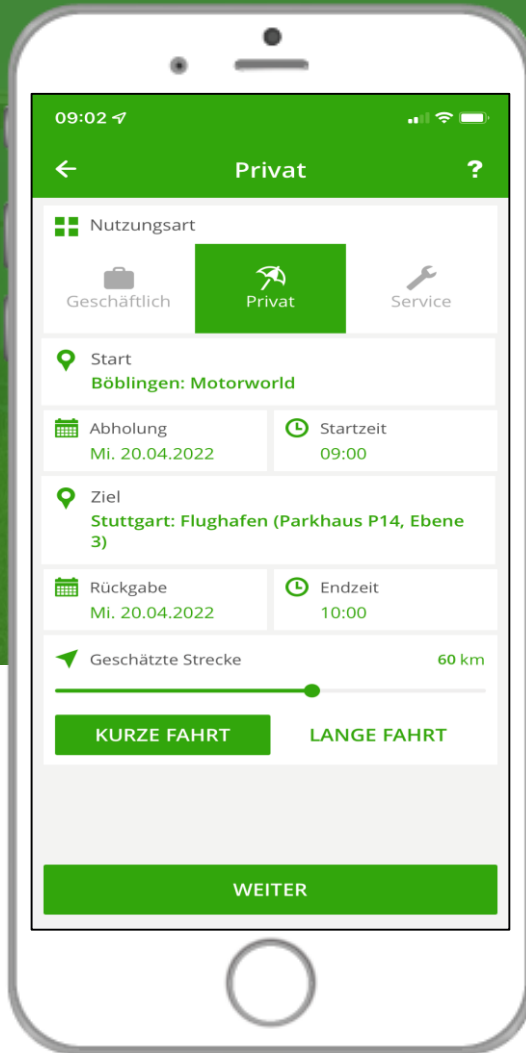 09:02
Privat ?
Nutzungsart
Geschäftlich Privat Service
Start
Böblingen: Motorworld
Abholung Startzeit
Mi. 20.04.2022 09:00
Ziel
Stuttgart: Flughafen (Parkhaus P14, Ebene
3)
Rückgabe Endzeit
Mi. 20.04.2022 10:00
Geschätzte Strecke 60 km
KURZE FAHRT LANGE FAHRT
WEITER